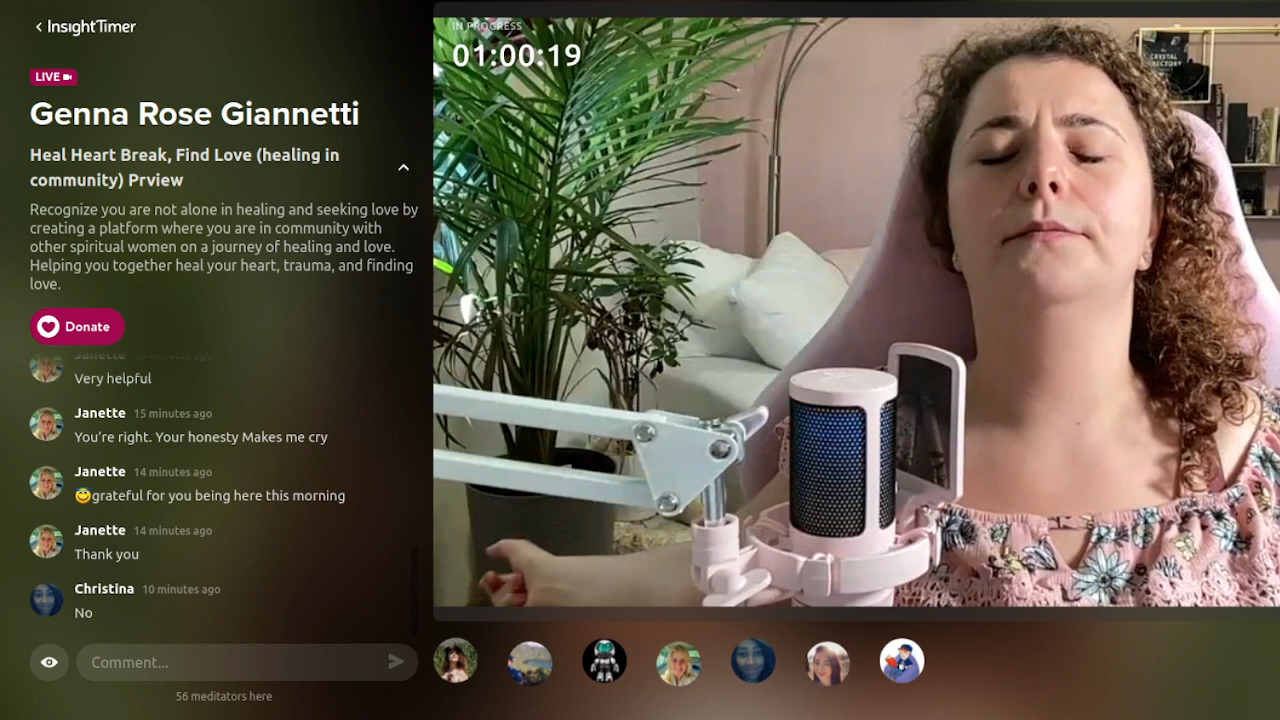 InsightTimer
LIVE
Genna Rose Giannetti
Heal Heart Break, Find Love (healing in
community) Prview
Recognize you are not alone in healing and seeking love by
creating a platform where you are in community with
other spiritual women on a journey of healing and love.
Helping you together heal your heart, trauma, and finding
love.
Donate
Janette
Very helpful
Janette 15 minutes ago
You're right. Your honesty Makes me cry
Janette 14 minutes ago
😇grateful for you being here this morning
Janette 14 minutes ago
Thank you
Christina 10 minutes ago
No
Comment...
56 meditators here
IN PROGRESS
01:00:19
CRYSTAL